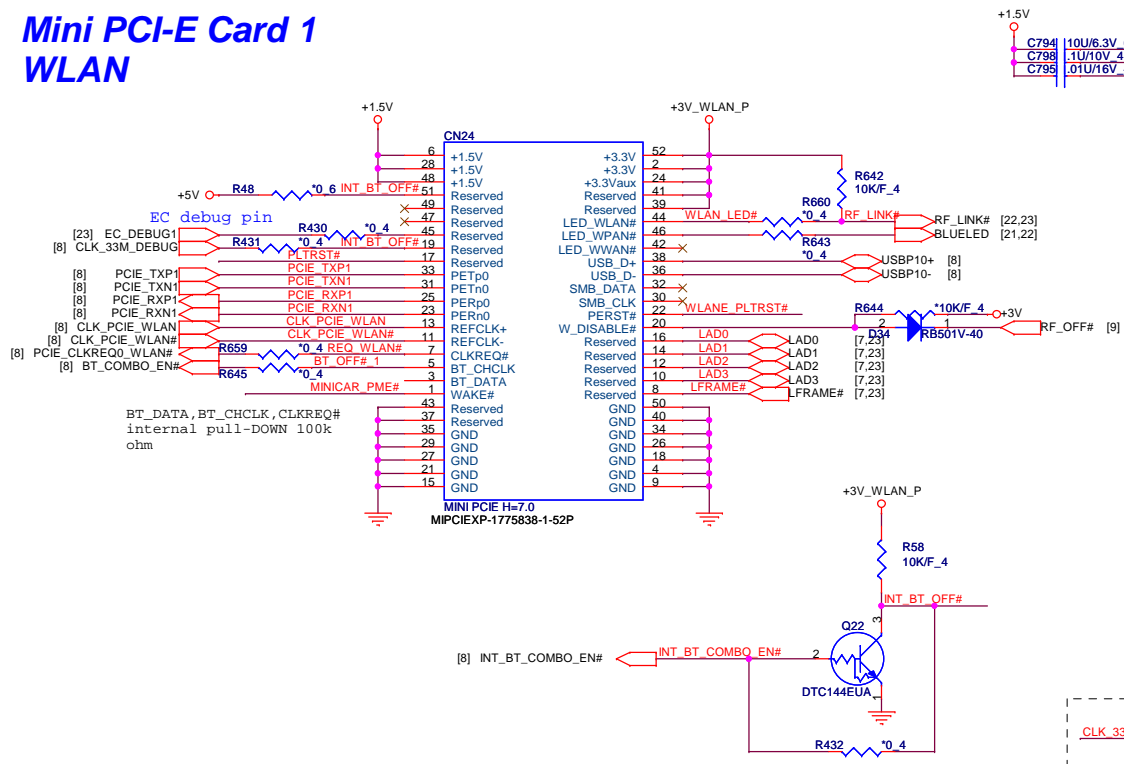 Mini PCI-E Card 1
WLAN
+1.5V
C794 10U/6.3V_
C798 .1U/10V_4
C795 .01U/16V_
+1.5V
+3V_WLAN_P
CN24
6 +1.5V
28 +1.5V
48 +1.5V
51 Reserved
49 Reserved
47 Reserved
45 Reserved
19 Reserved
17 Reserved
33 PETp0
31 PETn0
25 PERp0
23 PERn0
13 REFCLK+
11 REFCLK-
7 CLKREQ#
5 BT_CHCLK
3 BT_DATA
1 WAKE#
43 Reserved
37 Reserved
35 GND
29 GND
27 GND
21 GND
15 GND
+3.3V 52
+3.3V 2
+3.3Vaux 24
Reserved 41
Reserved 39
LED_WLAN# 44
LED_WPAN# 46
LED_WWAN# 42
USB_D+ 38
USB_D- 36
SMB_DATA 32
SMB_CLK 30
PERST# 22
W_DISABLE# 20
Reserved 16
Reserved 14
Reserved 12
Reserved 10
Reserved 8
GND 50
GND 40
GND 34
GND 26
GND 18
GND 4
GND 9
MINI PCIE H=7.0
MIPCIEXP-1775838-1-52P
+5V R48 *0_6 INT_BT_OFF#
EC debug pin
[23] EC_DEBUG1 R430 *0_4
[8] CLK_33M_DEBUG R431 *0_4 INT_BT_OFF#
PLTRST#
[8] PCIE_TXP1 PCIE_TXP1
[8] PCIE_TXN1 PCIE_TXN1
[8] PCIE_RXP1 PCIE_RXP1
[8] PCIE_RXN1 PCIE_RXN1
[8] CLK_PCIE_WLAN CLK_PCIE_WLAN
[8] CLK_PCIE_WLAN# CLK_PCIE_WLAN#
[8] PCIE_CLKREQ0_WLAN# R659 *0_4 REQ_WLAN#
[8] BT_COMBO_EN# R645 *0_4 BT_OFF#_1
MINICAR_PME#
BT_DATA,BT_CHCLK,CLKREQ#
internal pull-DOWN 100k
ohm
R642
10K/F_4
WLAN_LED# R660 *0_4 RF_LINK# RF_LINK# [22,23]
R643 *0_4 BLUELED [21,22]
USBP10+ [8]
USBP10- [8]
WLANE_PLTRST#
R644 *10K/F_4 +3V
2 D34 1 RB501V-40 RF_OFF# [9]
LAD0 LAD0 [7,23]
LAD1 LAD1 [7,23]
LAD2 LAD2 [7,23]
LAD3 LAD3 [7,23]
LFRAME# LFRAME# [7,23]
+3V_WLAN_P
R58
10K/F_4
INT_BT_OFF#
3
Q22
[8] INT_BT_COMBO_EN# INT_BT_COMBO_EN# 2
DTC144EUA 1
R432 *0_4
CLK_33